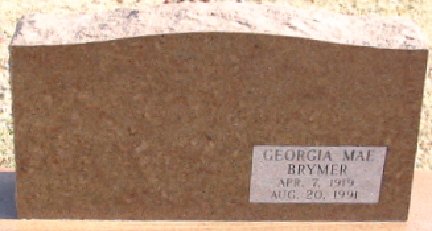 GEORGIA MAE
BRYMER
APR. 7, 1919
AUG. 20, 1991